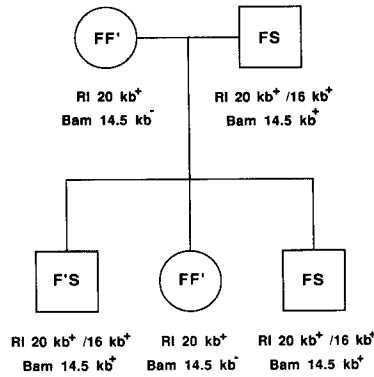 FF' FS
RI 20 kb⁺ RI 20 kb⁺ /16 kb⁺
Bam 14.5 kb⁻ Bam 14.5 kb⁺
F'S FF' FS
RI 20 kb⁺ /16 kb⁺ RI 20 kb⁺ RI 20 kb⁺ /16 kb⁺
Bam 14.5 kb⁺ Bam 14.5 kb⁻ Bam 14.5 kb⁺